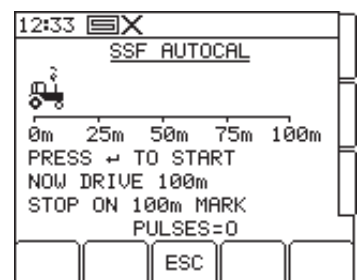 12:33
SSF AUTOCAL
0m 25m 50m 75m 100m
PRESS ↵ TO START
NOW DRIVE 100m
STOP ON 100m MARK
PULSES=0
ESC